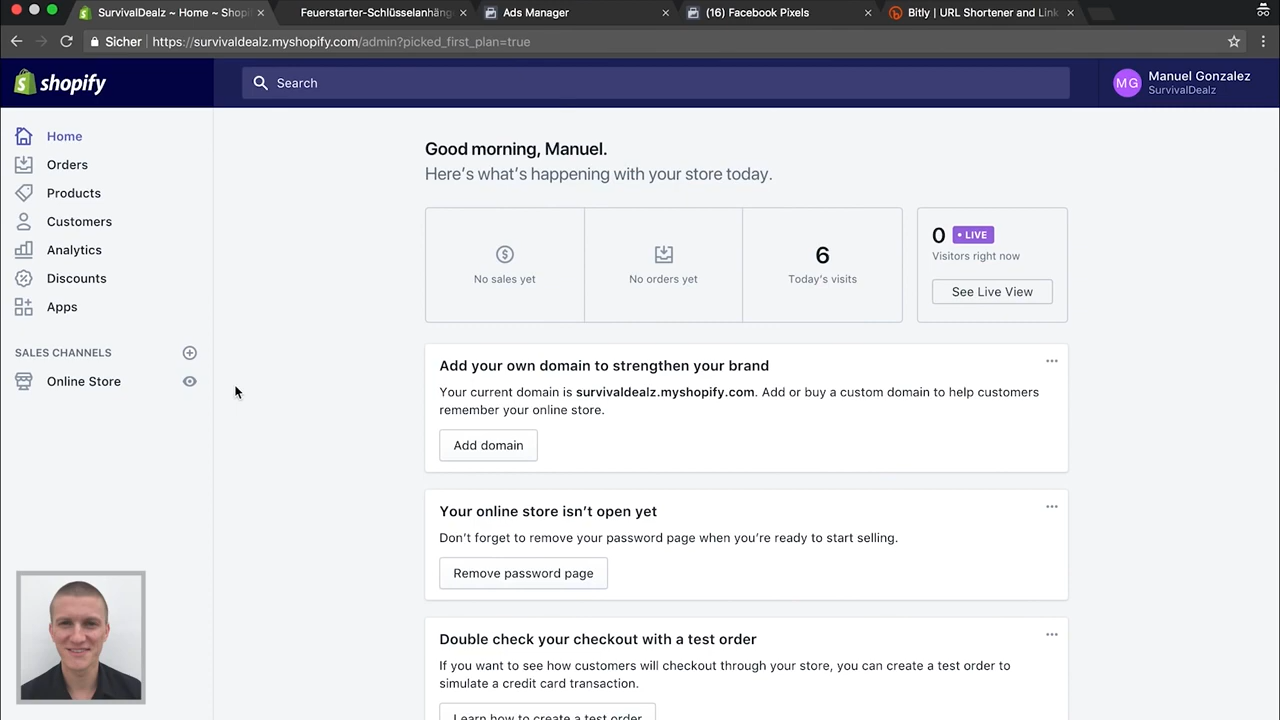 SurvivalDealz ~ Home ~ Shopi
Feuerstarter-Schlüsselanhäng
Ads Manager
(16) Facebook Pixels
Bitly | URL Shortener and Link
Sicher
https://survivaldealz.myshopify.com/admin?picked_first_plan=true
shopify
Search
MG
Manuel Gonzalez
SurvivalDealz
Home
Orders
Products
Customers
Analytics
Discounts
Apps
SALES CHANNELS
Online Store
Good morning, Manuel.
Here's what's happening with your store today.
No sales yet
No orders yet
6
Today's visits
0 • LIVE
Visitors right now
See Live View
Add your own domain to strengthen your brand
Your current domain is survivaldealz.myshopify.com. Add or buy a custom domain to help customers
remember your online store.
Add domain
Your online store isn't open yet
Don't forget to remove your password page when you're ready to start selling.
Remove password page
Double check your checkout with a test order
If you want to see how customers will checkout through your store, you can create a test order to
simulate a credit card transaction.
Learn how to create a test order